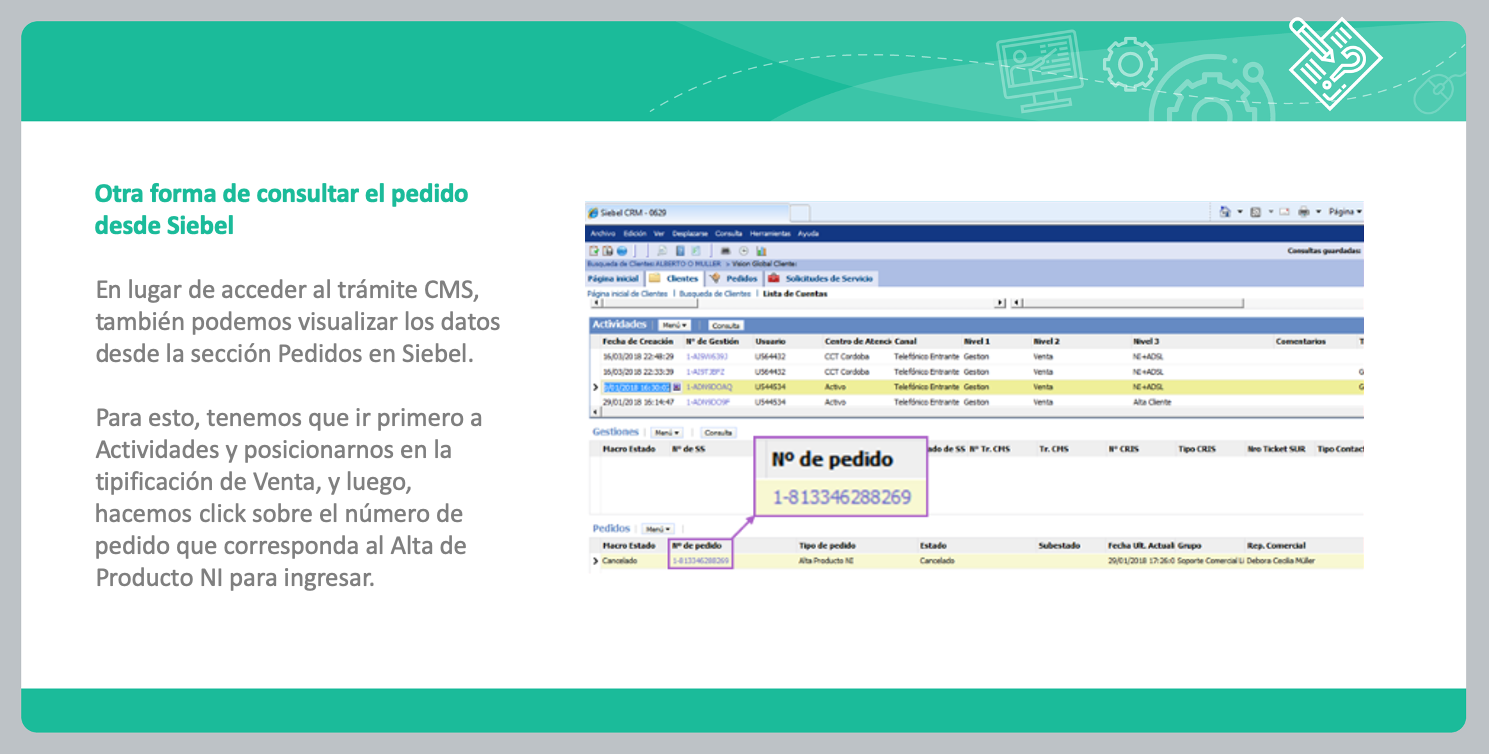 Otra forma de consultar el pedido
desde Siebel
En lugar de acceder al trámite CMS,
también podemos visualizar los datos
desde la sección Pedidos en Siebel.
Para esto, tenemos que ir primero a
Actividades y posicionarnos en la
tipificación de Venta, y luego,
hacemos click sobre el número de
pedido que corresponda al Alta de
Producto NI para ingresar.
Siebel CRM - 0629 Página
Archivo Edición Ver Desplazarse Consulta Herramientas Ayuda
Consultas guardadas:
Busqueda de Clientes: ALBERTO O MULLER > Vision Global Cliente:
Página inicial Clientes Pedidos Solicitudes de Servicio
Página inicial de Clientes | Busqueda de Clientes | Lista de Cuentas
Actividades Menú Consulta
Fecha de Creación Nº de Gestión Usuario Centro de Atenci Canal Nivel 1 Nivel 2 Nivel 3 Comentarios T
16/03/2018 22:48:29 U564432 CCT Cordoba Telefónico Entrante Gestion Venta NI+ADSL
16/03/2018 22:33:39 U564432 CCT Cordoba Telefónico Entrante Gestion Venta NI+ADSL G
U544534 Activo Telefónico Entrante Gestion Venta NI+ADSL G
29/01/2018 16:14:47 U544534 Activo Telefónico Entrante Gestion Venta Alta Cliente
Gestiones Menú Consulta
Macro Estado Nº de SS ado de SS Nº Tr. CMS Tr. CMS Nº CRIS Tipo CRIS Nro Ticket SUR Tipo Contact
Nº de pedido
1-813346288269
Pedidos Menú
Macro Estado Nº de pedido Tipo de pedido Estado Subestado Fecha Ult. Actuali Grupo Rep. Comercial
Cancelado 1-813346288269 Alta Producto NI Cancelado 29/01/2018 17:26:0 Soporte Comercial Li Debora Cecilia Müller